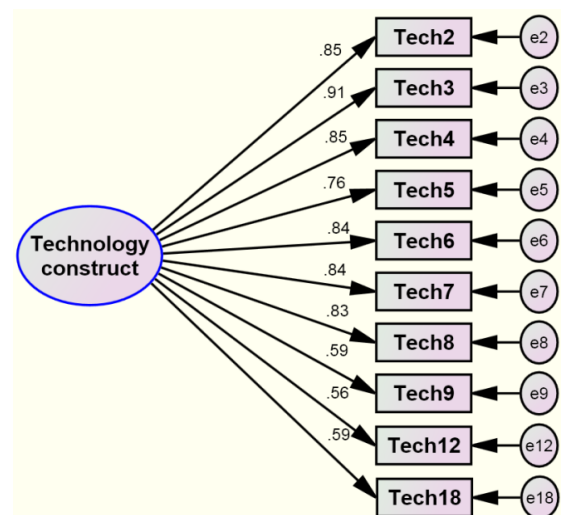 .85
Tech2
e2
.91
Tech3
e3
.85
Tech4
e4
.76
Tech5
e5
Technology
construct
.84
Tech6
e6
.84
Tech7
e7
.83
Tech8
e8
.59
Tech9
e9
.56
Tech12
e12
.59
Tech18
e18